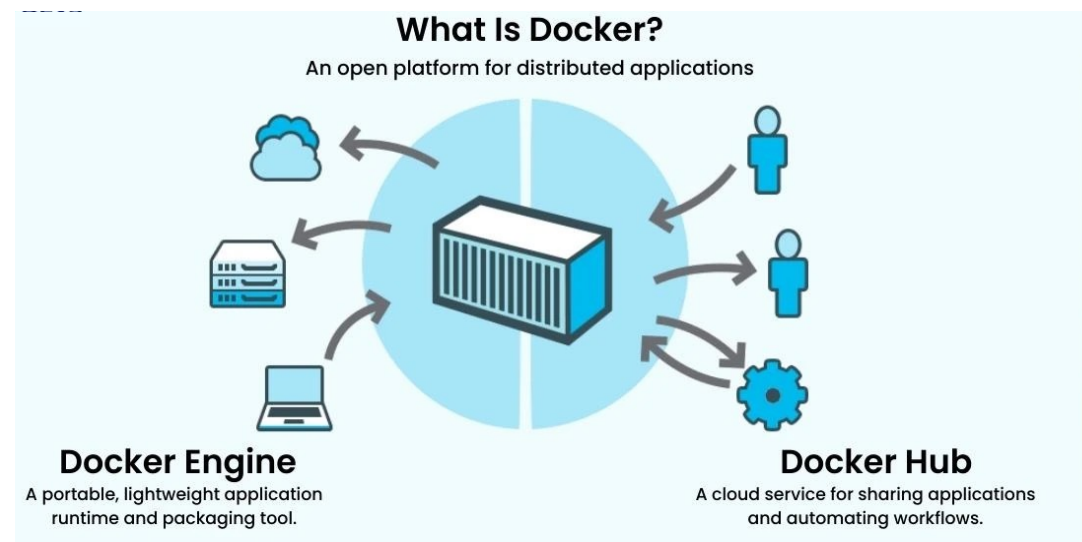 What Is Docker?
An open platform for distributed applications
Docker Engine
A portable, lightweight application
runtime and packaging tool.
Docker Hub
A cloud service for sharing applications
and automating workflows.